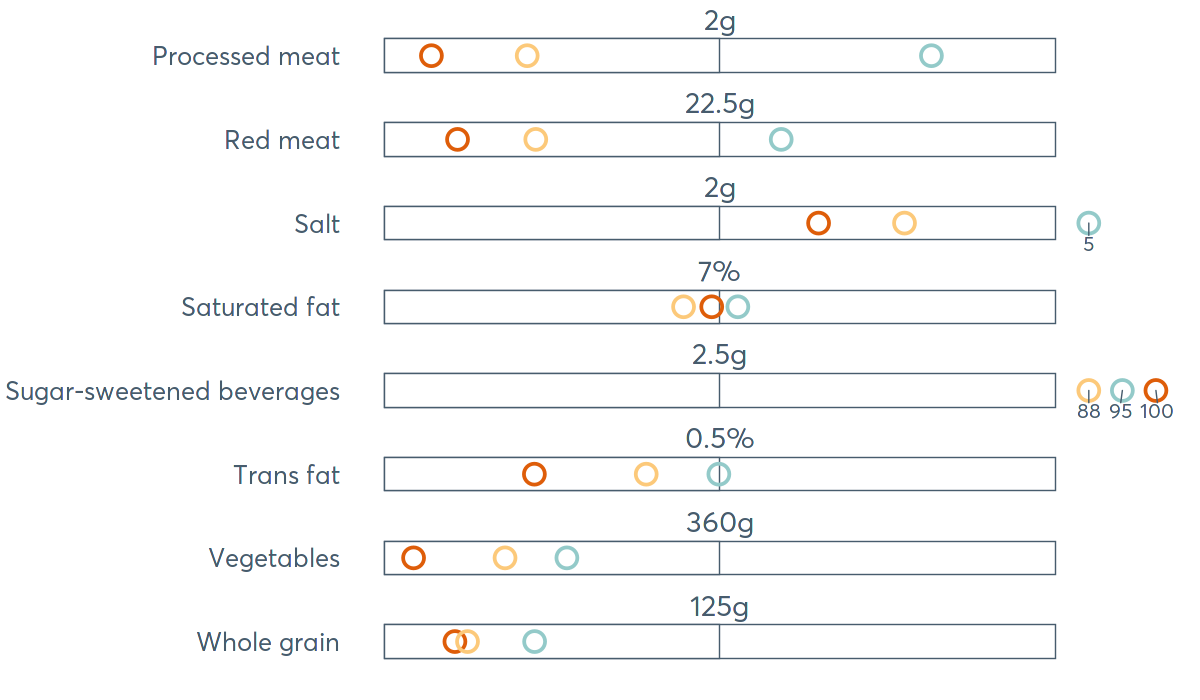 2g
Processed meat
22.5g
Red meat
2g
Salt
5
7%
Saturated fat
2.5g
Sugar-sweetened beverages
88 95 100
0.5%
Trans fat
360g
Vegetables
125g
Whole grain